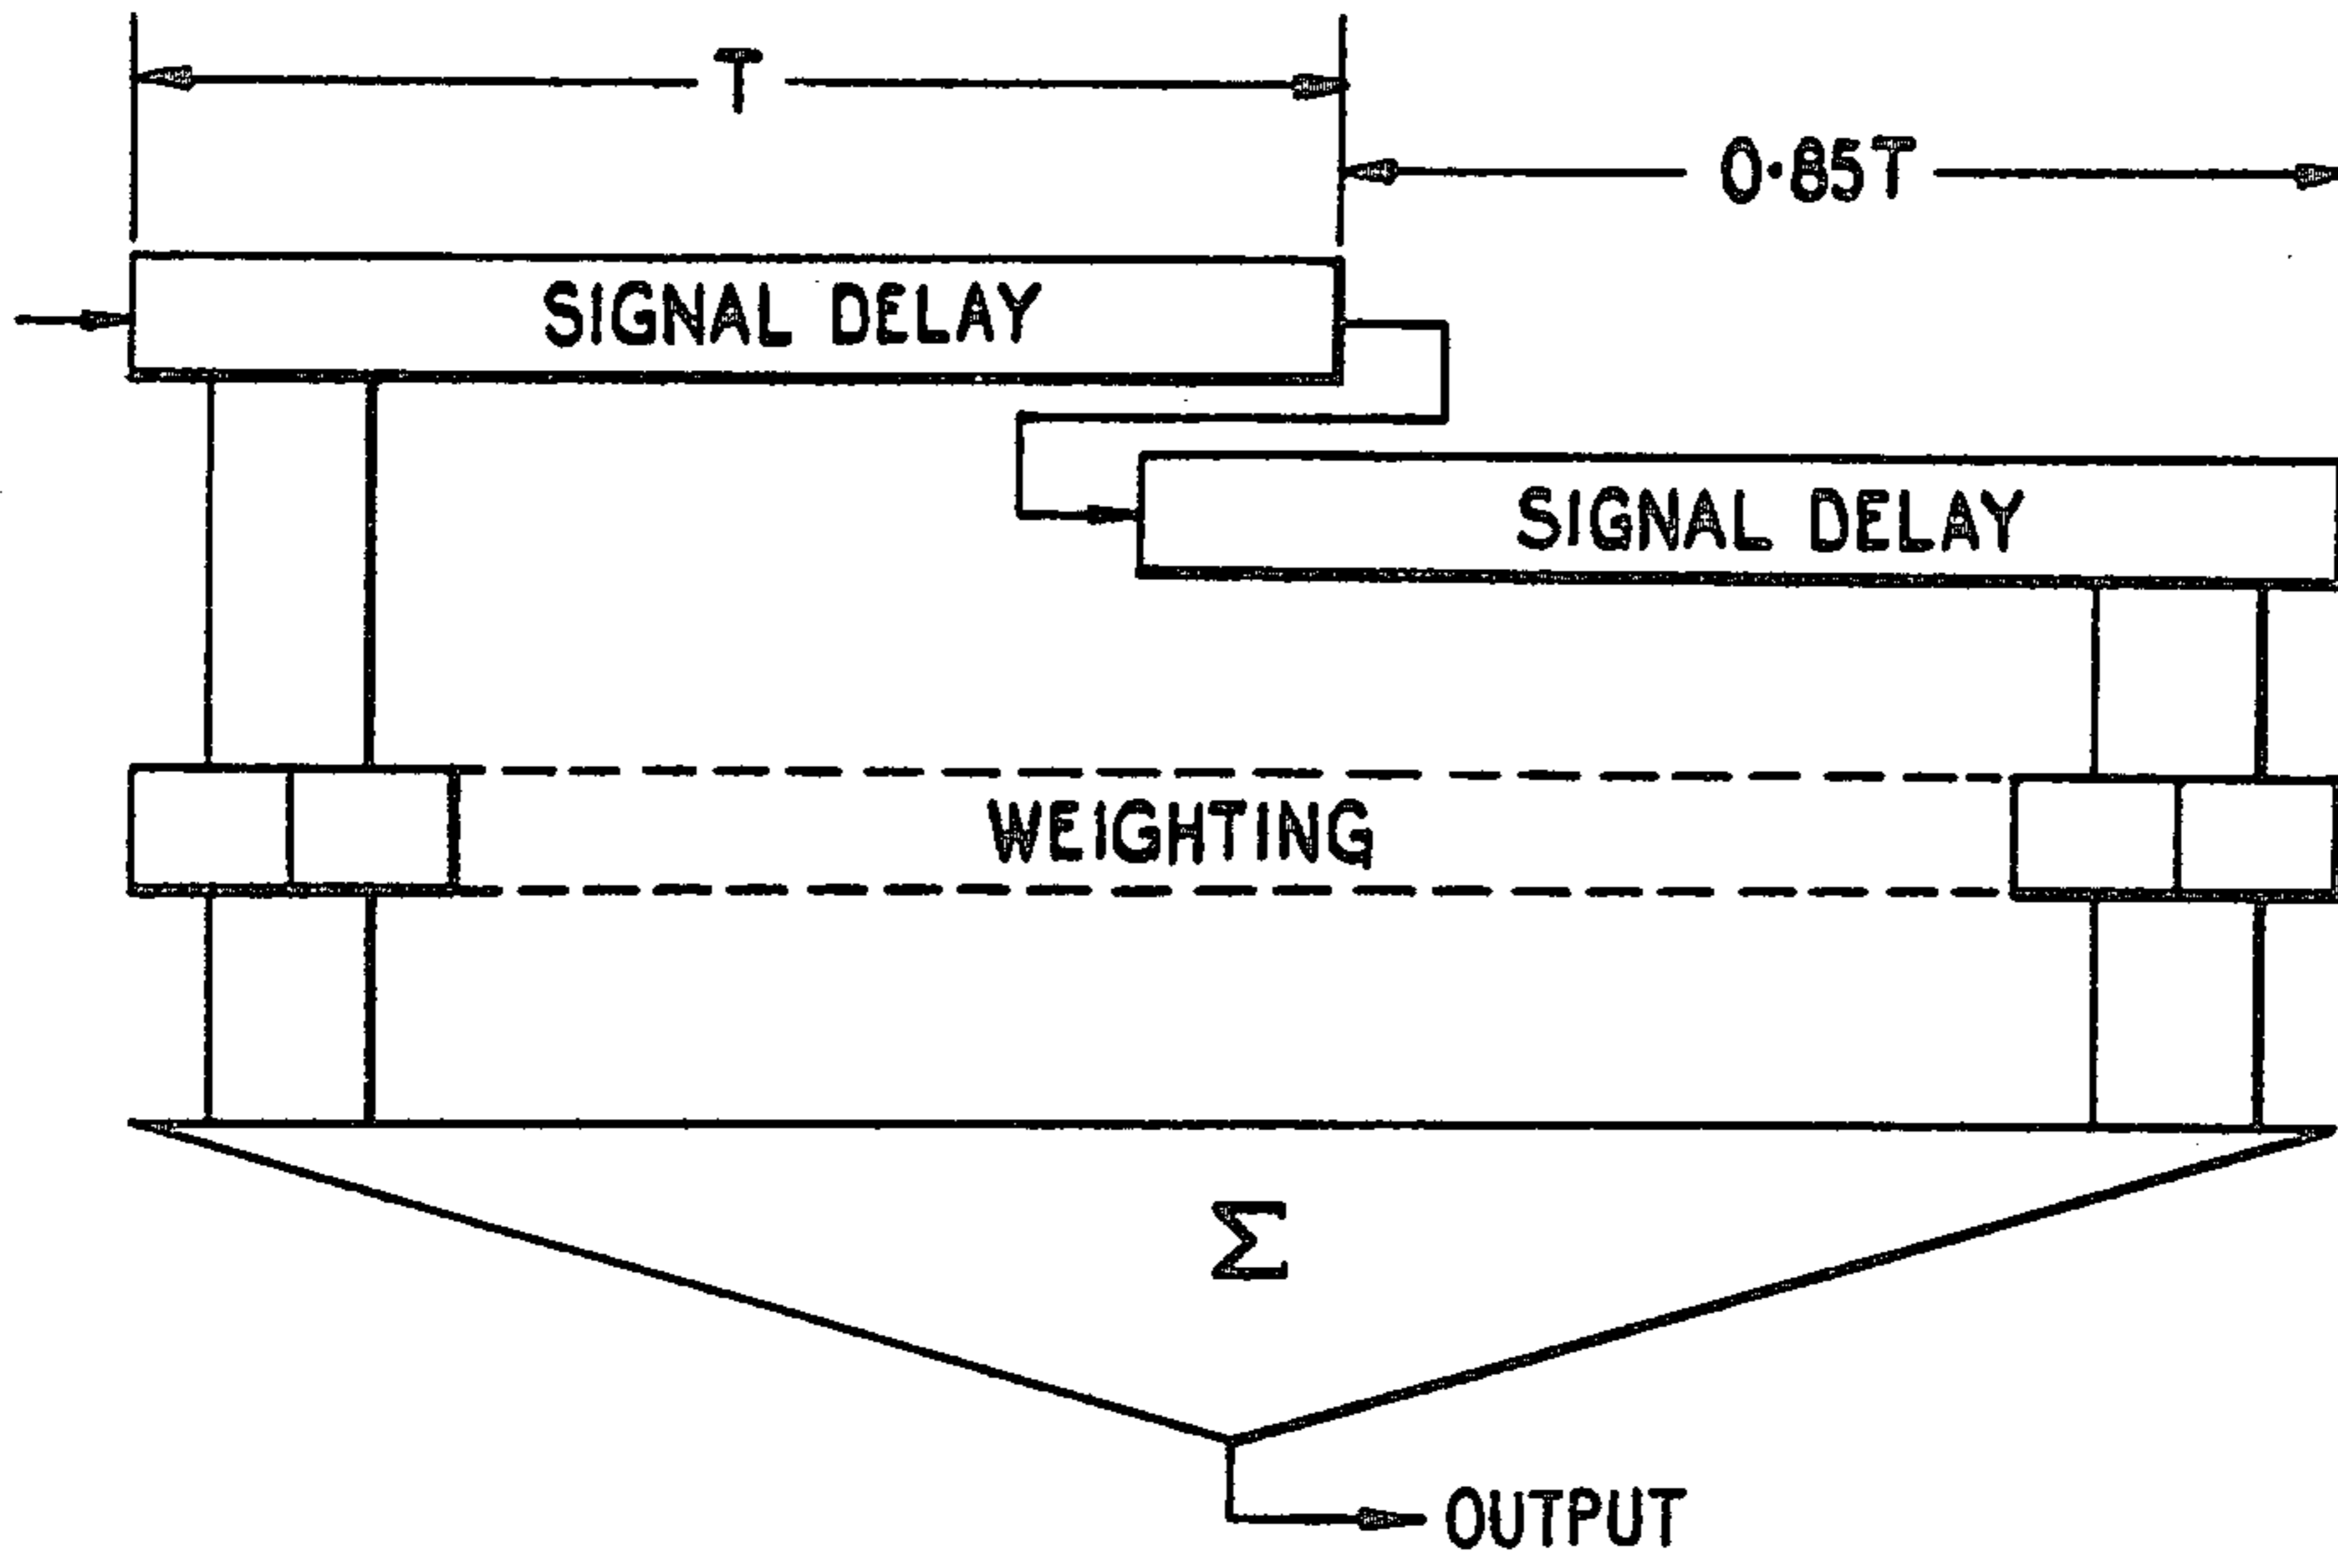 T
0·85T
SIGNAL DELAY
SIGNAL DELAY
WEIGHTING
Σ
OUTPUT